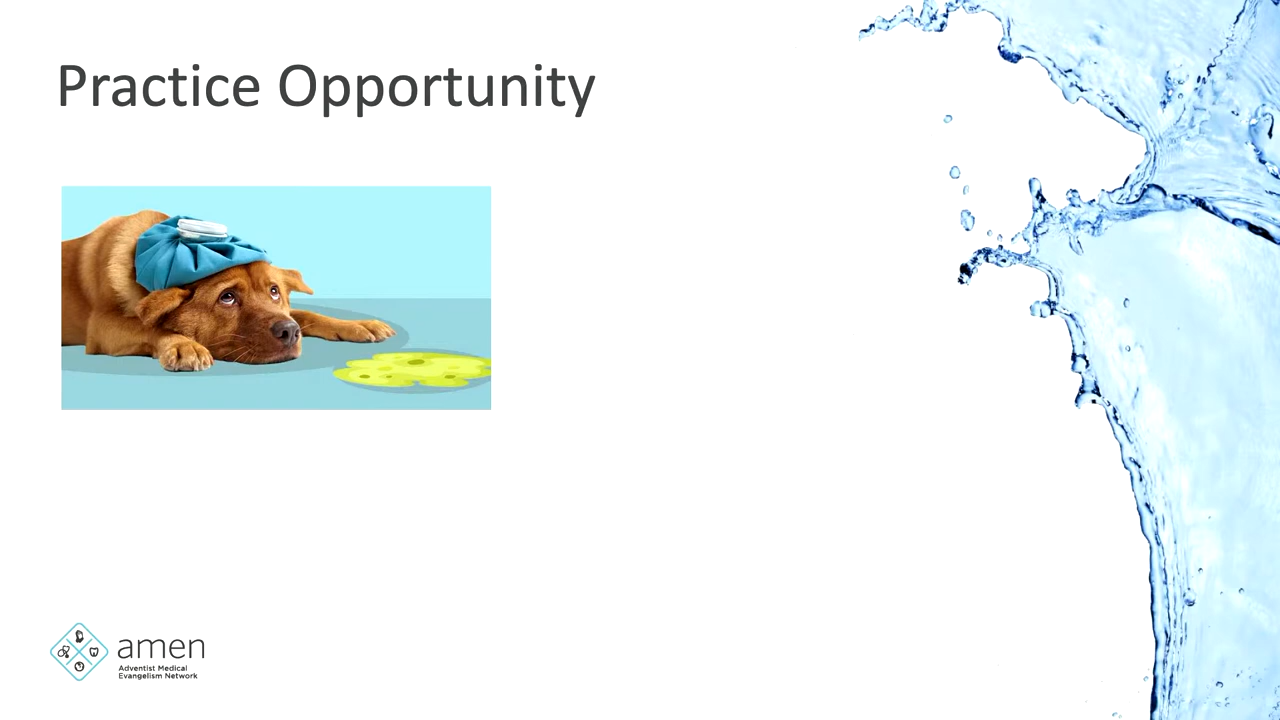 Practice Opportunity
amen
Adventist Medical
Evangelism Network